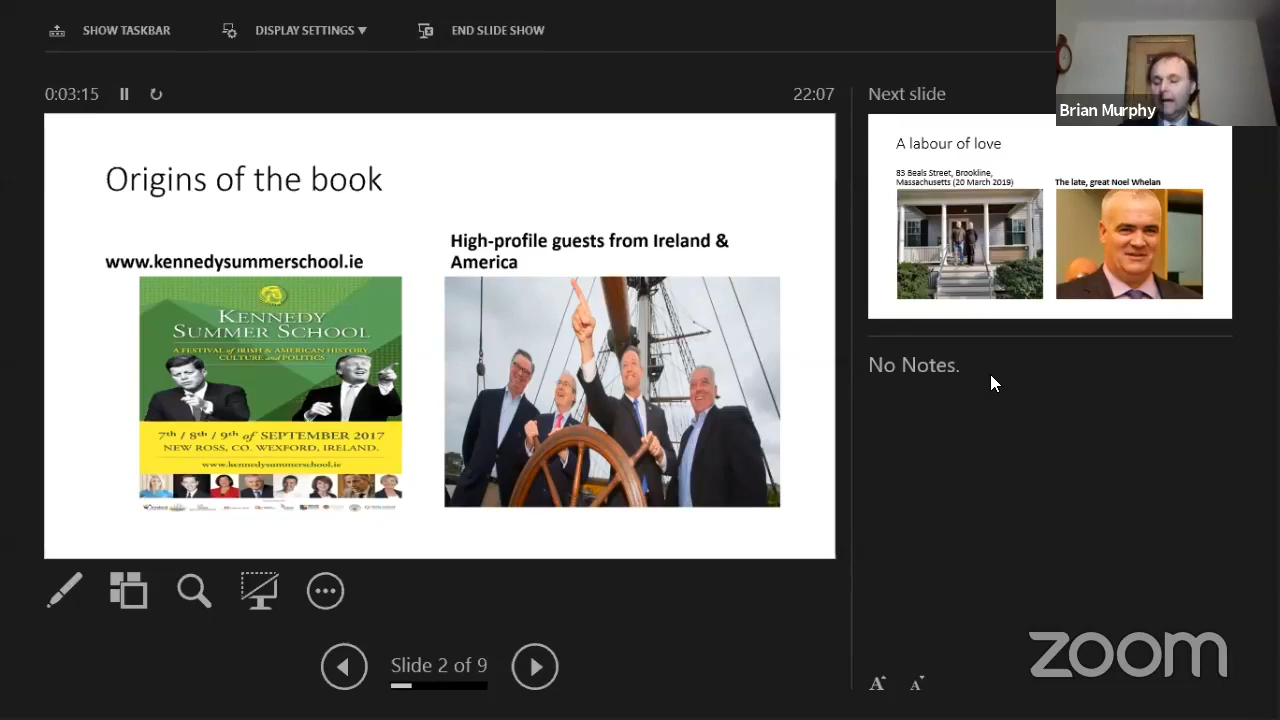 SHOW TASKBAR
DISPLAY SETTINGS ▼
END SLIDE SHOW
0:03:15
22:07
Next slide
Brian Murphy
Origins of the book
www.kennedysummerschool.ie
High-profile guests from Ireland &
America
KENNEDY
SUMMER SCHOOL
A FESTIVAL of IRISH & AMERICAN HISTORY,
CULTURE and POLITICS
7th / 8th / 9th of SEPTEMBER 2017
NEW ROSS, CO. WEXFORD, IRELAND.
www.kennedysummerschool.ie
A labour of love
83 Beals Street, Brookline,
Massachusetts (20 March 2019)
The late, great Noel Whelan
No Notes.
Slide 2 of 9
A A
zoom